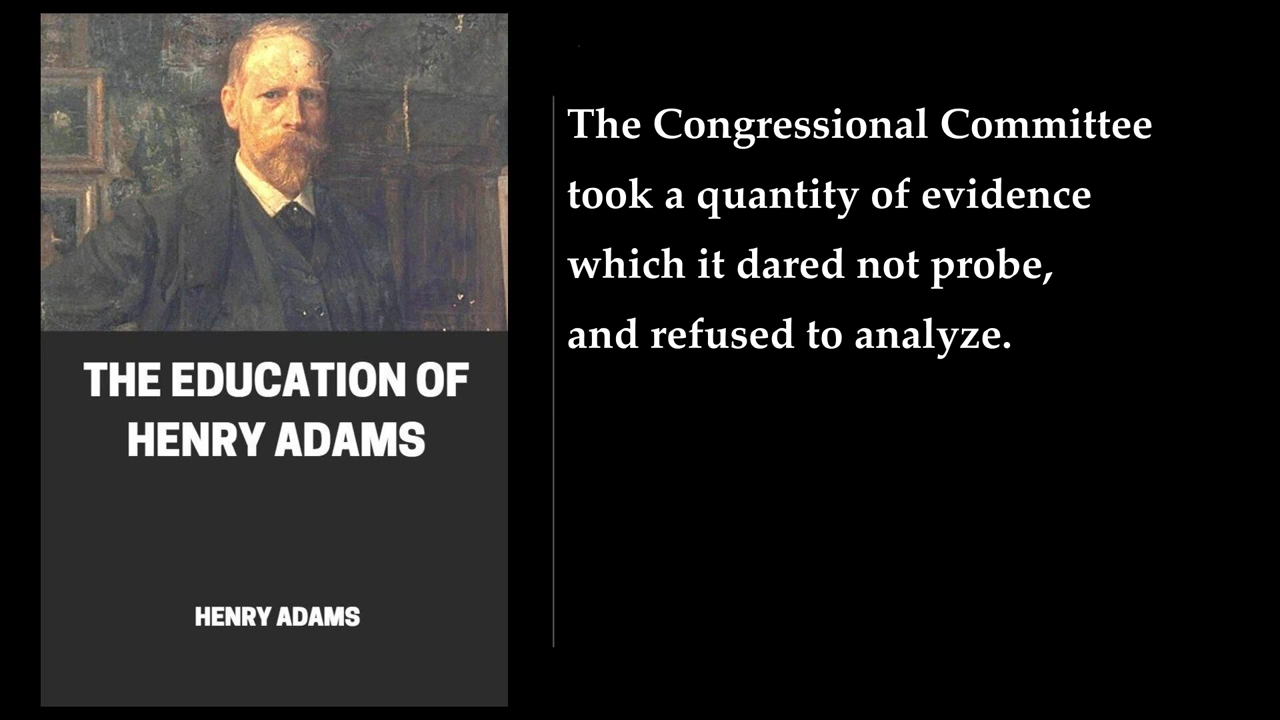 THE EDUCATION OF
HENRY ADAMS
HENRY ADAMS
The Congressional Committee
took a quantity of evidence
which it dared not probe,
and refused to analyze.